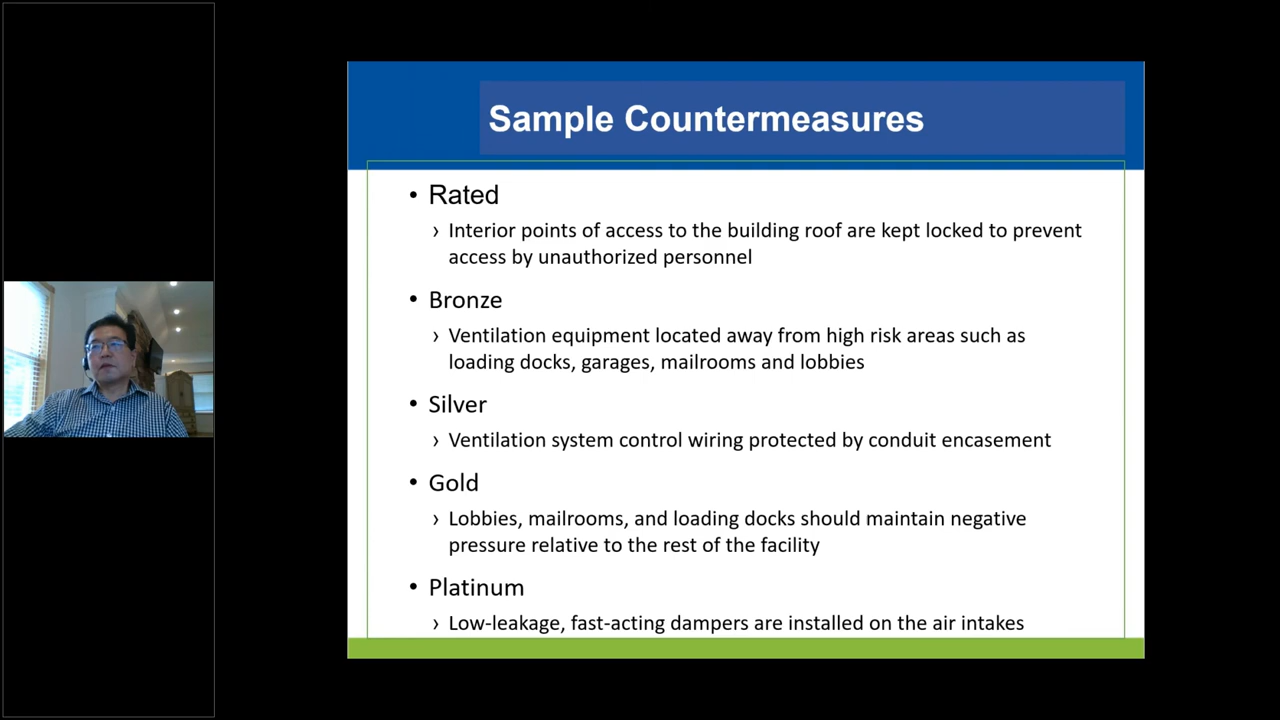 Sample Countermeasures
• Rated
› Interior points of access to the building roof are kept locked to prevent
access by unauthorized personnel
• Bronze
› Ventilation equipment located away from high risk areas such as
loading docks, garages, mailrooms and lobbies
• Silver
› Ventilation system control wiring protected by conduit encasement
• Gold
› Lobbies, mailrooms, and loading docks should maintain negative
pressure relative to the rest of the facility
• Platinum
› Low-leakage, fast-acting dampers are installed on the air intakes